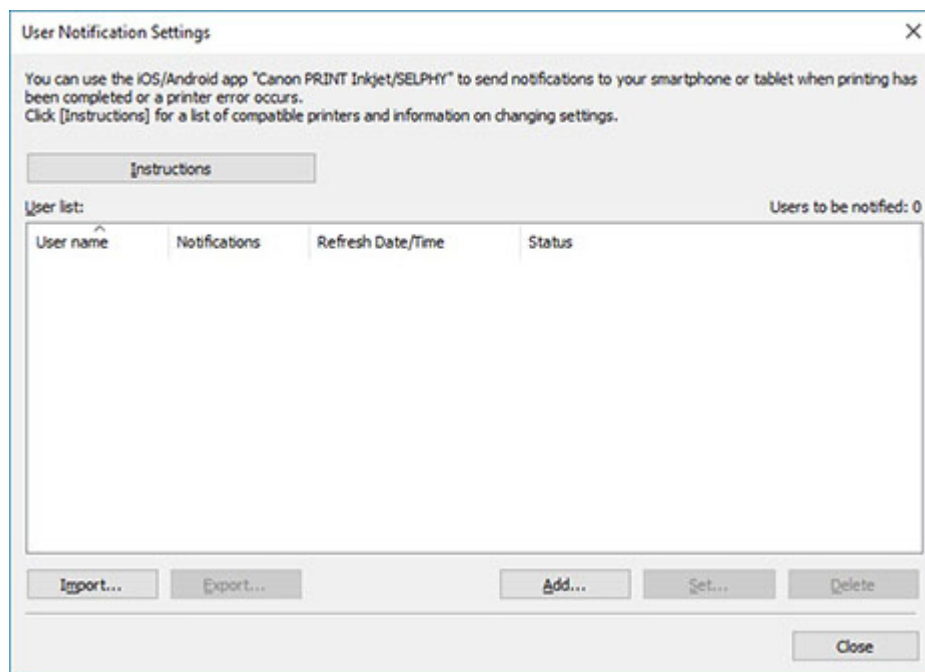 User Notification Settings
You can use the iOS/Android app "Canon PRINT Inkjet/SELPHY" to send notifications to your smartphone or tablet when printing has
been completed or a printer error occurs.
Click [Instructions] for a list of compatible printers and information on changing settings.
Instructions
User list: Users to be notified: 0
User name Notifications Refresh Date/Time Status
Import... Export... Add... Set... Delete
Close